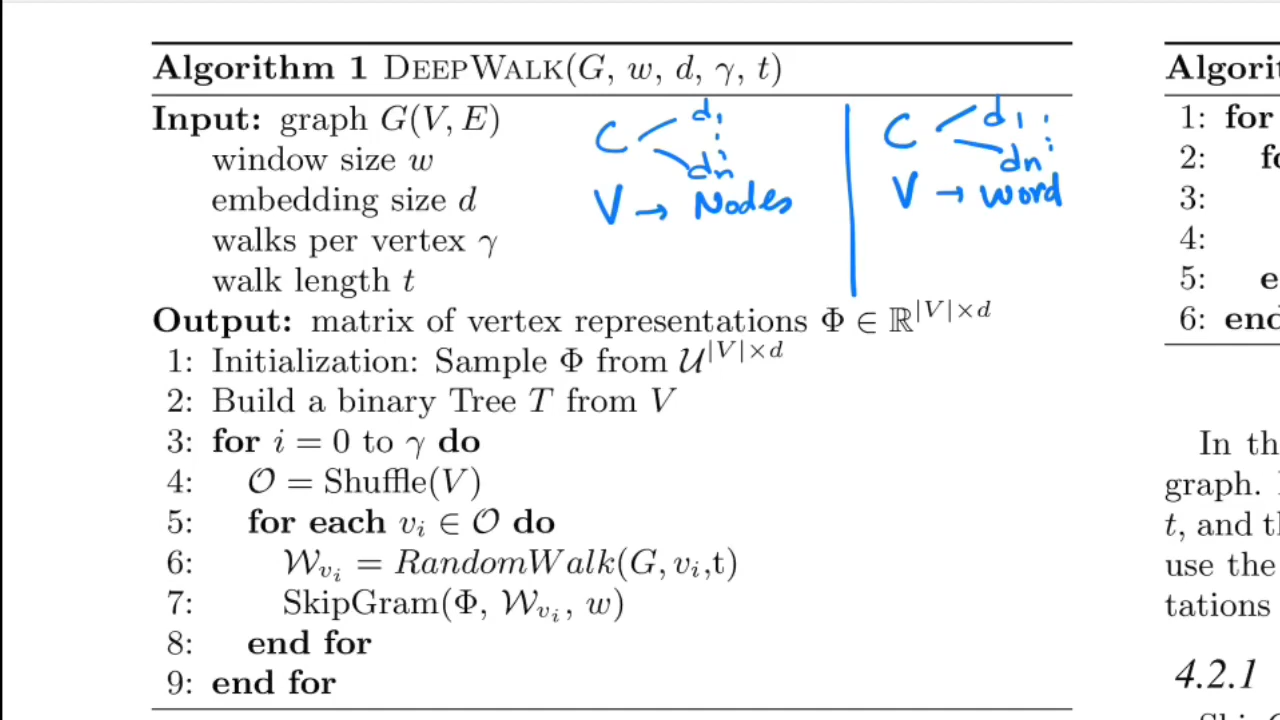 Algorithm 1 DEEPWALK(G, w, d, γ, t)
Input: graph G(V, E)
window size w
embedding size d
walks per vertex γ
walk length t
Output: matrix of vertex representations Φ ∈ ℝ^{|V|×d}
1: Initialization: Sample Φ from 𝒰^{|V|×d}
2: Build a binary Tree T from V
3: for i = 0 to γ do
4: 𝒪 = Shuffle(V)
5: for each v_i ∈ 𝒪 do
6: 𝒲_{v_i} = RandomWalk(G, v_i,t)
7: SkipGram(Φ, 𝒲_{v_i}, w)
8: end for
9: end for
C d1
⋮
dn
V → Nodes
C d1
⋮
dn
V → word
Algorit
1: for
2: fo
3:
4:
5: e
6: end
In th
graph.
t, and th
use the
tations
4.2.1